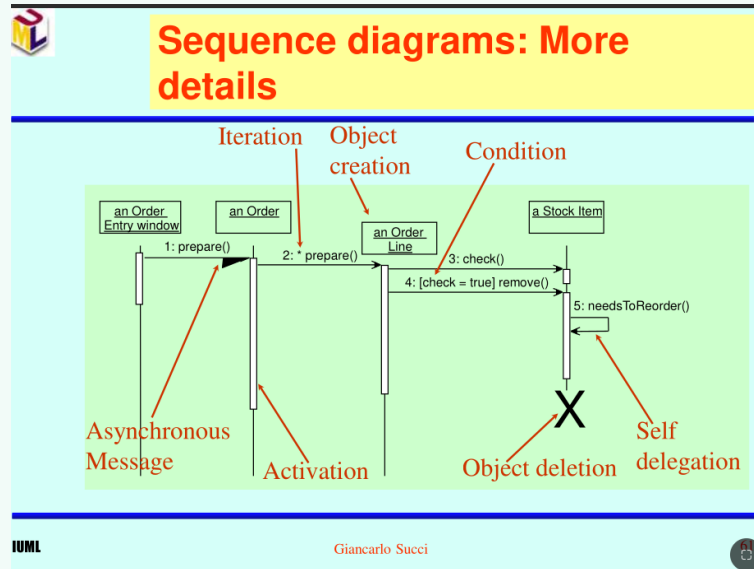 UML
Sequence diagrams: More
details
Iteration
Object
creation
Condition
an Order
Entry window
an Order
an Order
Line
a Stock Item
1: prepare()
2: * prepare()
3: check()
4: [check = true] remove()
5: needsToReorder()
Asynchronous
Message
Activation
Object deletion
Self
delegation
IUML
Giancarlo Succi